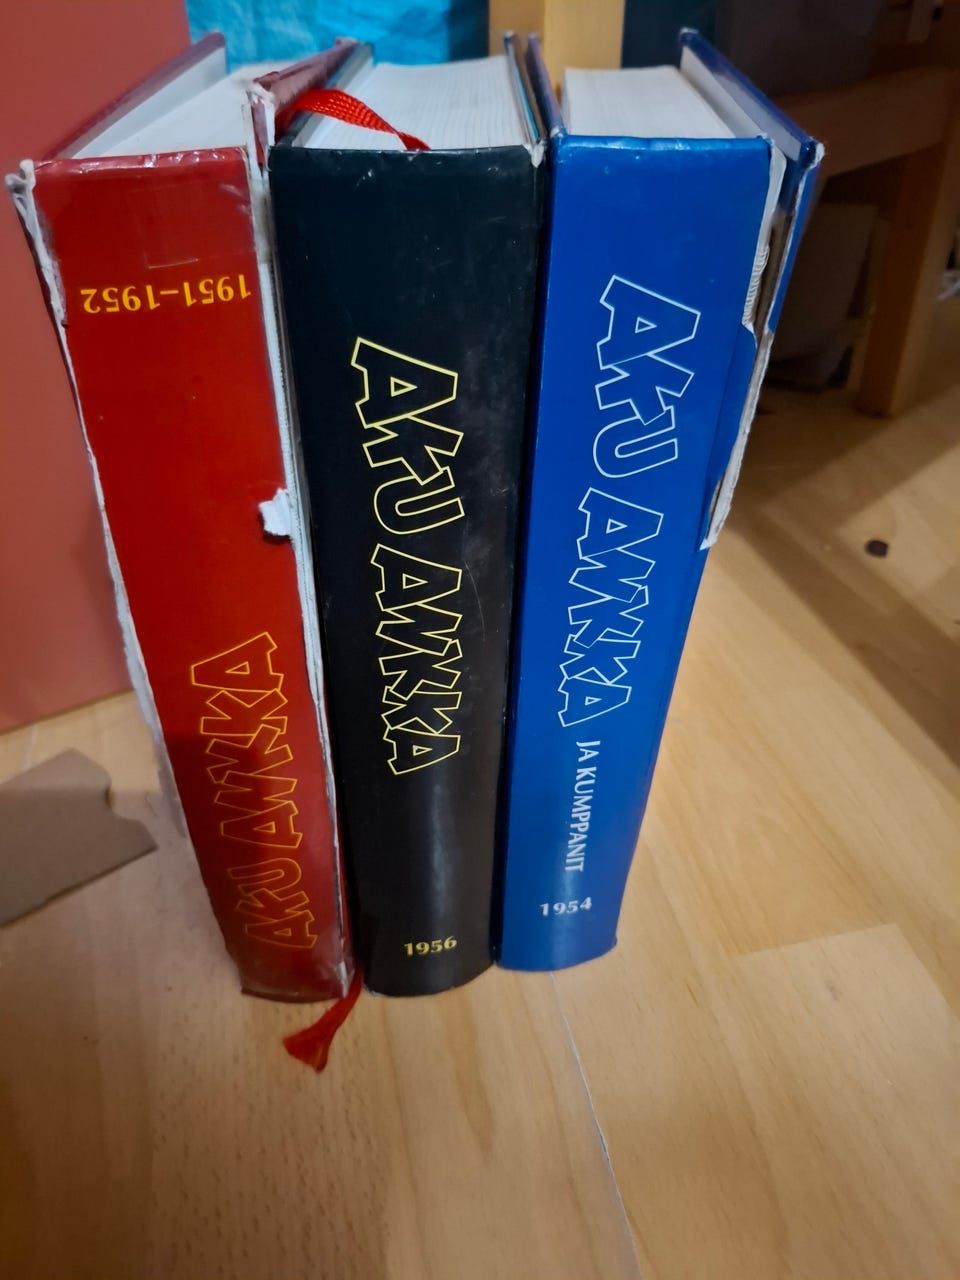 1951–1952
AKU ANKKA
AKU ANKKA
1956
AKU ANKKA
JA KUMPPANIT
1954